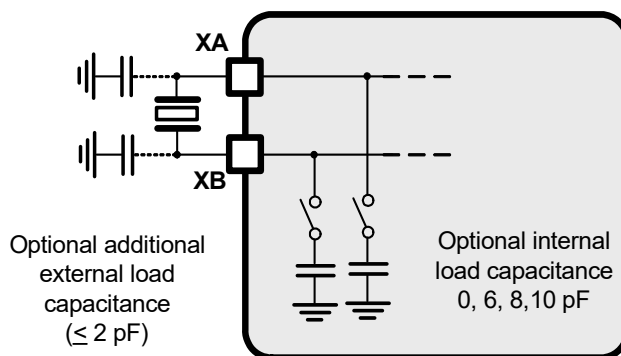 XA
XB
Optional additional
external load
capacitance
(≤ 2 pF)
Optional internal
load capacitance
0, 6, 8,10 pF